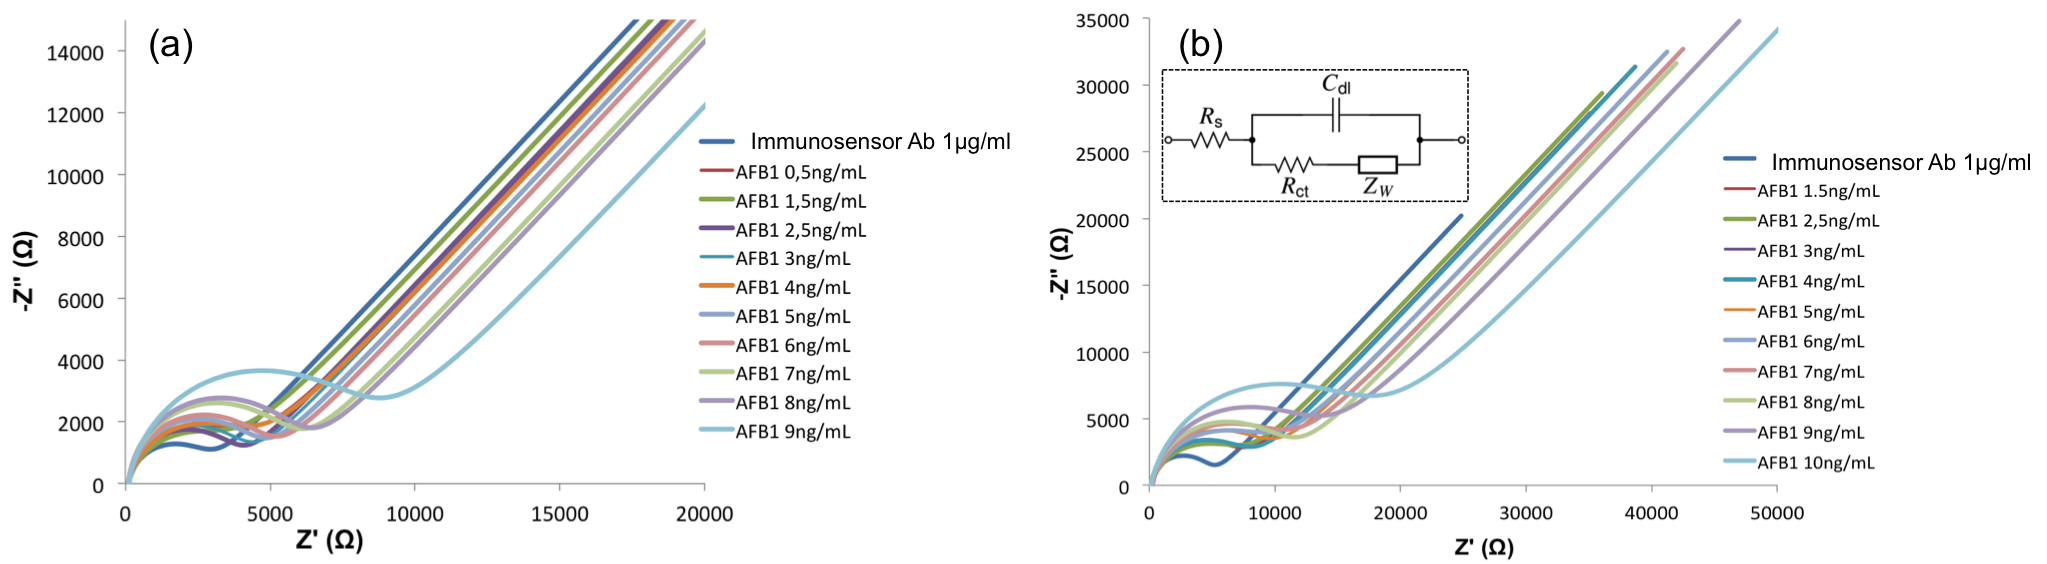 (a)
-Z'' (Ω)
14000
12000
10000
8000
6000
4000
2000
0
0 5000 10000 15000 20000
Z' (Ω)
Immunosensor Ab 1µg/ml
AFB1 0,5ng/mL
AFB1 1,5ng/mL
AFB1 2,5ng/mL
AFB1 3ng/mL
AFB1 4ng/mL
AFB1 5ng/mL
AFB1 6ng/mL
AFB1 7ng/mL
AFB1 8ng/mL
AFB1 9ng/mL
(b)
-Z'' (Ω)
35000
30000
25000
20000
15000
10000
5000
0
0 10000 20000 30000 40000 50000
Z' (Ω)
Cdl
Rs
Rct ZW
Immunosensor Ab 1µg/ml
AFB1 1.5ng/mL
AFB1 2,5ng/mL
AFB1 3ng/mL
AFB1 4ng/mL
AFB1 5ng/mL
AFB1 6ng/mL
AFB1 7ng/mL
AFB1 8ng/mL
AFB1 9ng/mL
AFB1 10ng/mL